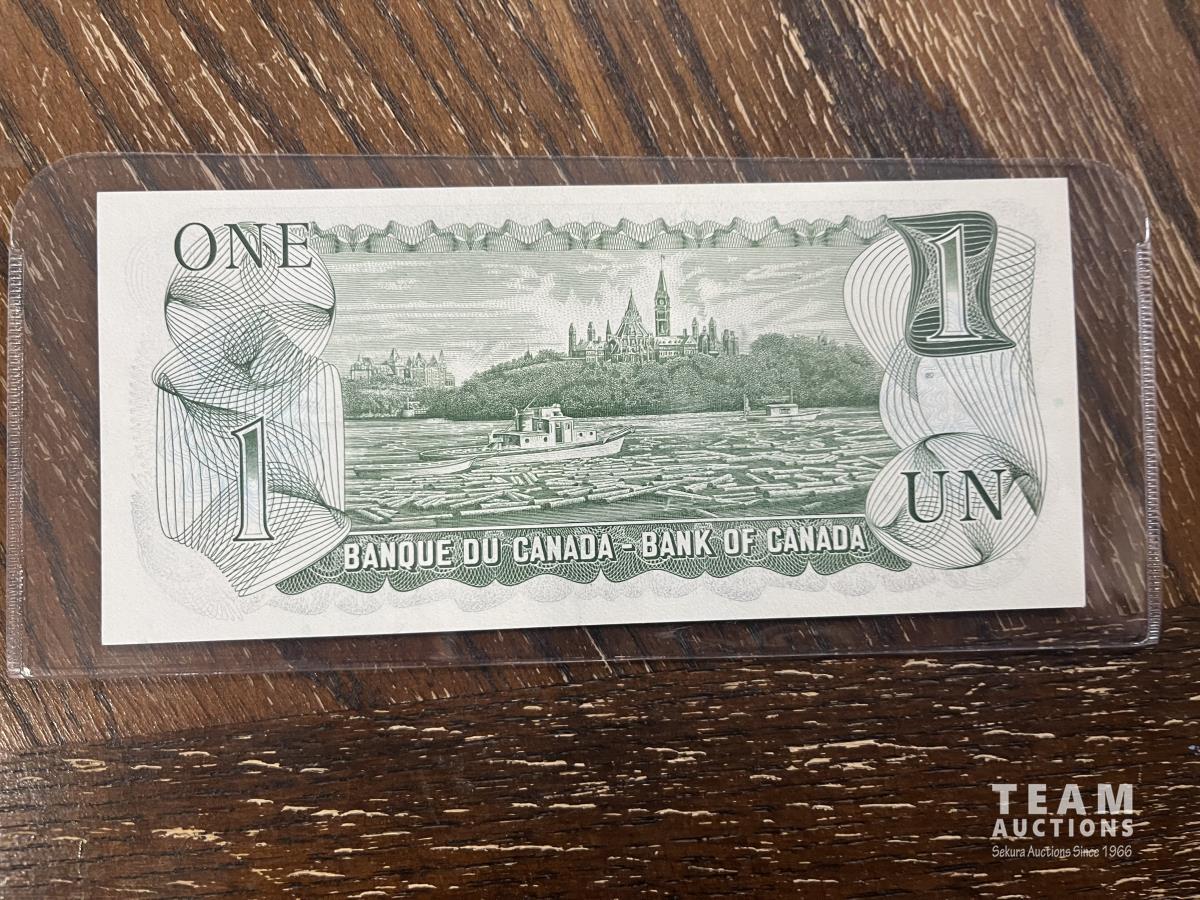 ONE
1
1
UN
BANQUE DU CANADA - BANK OF CANADA
TEAM
AUCTIONS
Sekura Auctions Since 1966